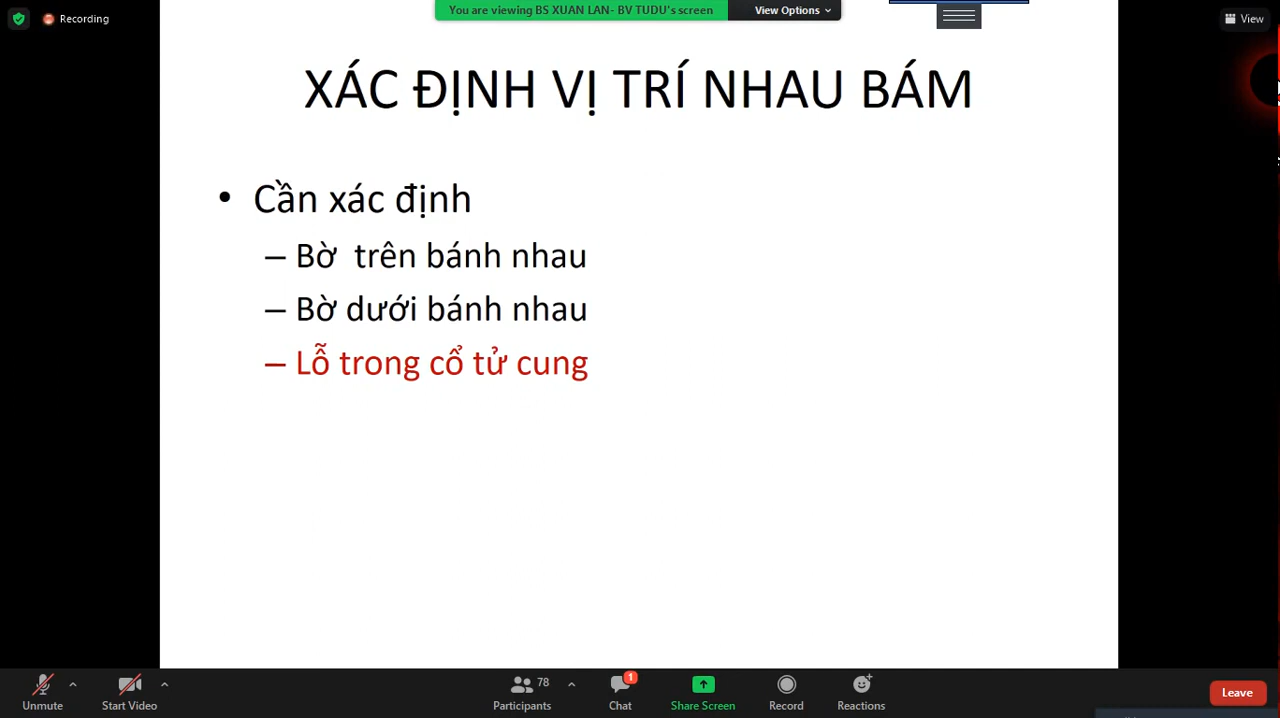 Recording
You are viewing BS XUAN LAN- BV TUDU's screen
View Options
View
XÁC ĐỊNH VỊ TRÍ NHAU BÁM
• Cần xác định
– Bờ trên bánh nhau
– Bờ dưới bánh nhau
– Lỗ trong cổ tử cung
Unmute
Start Video
Participants
78
Chat
1
Share Screen
Record
Reactions
Leave